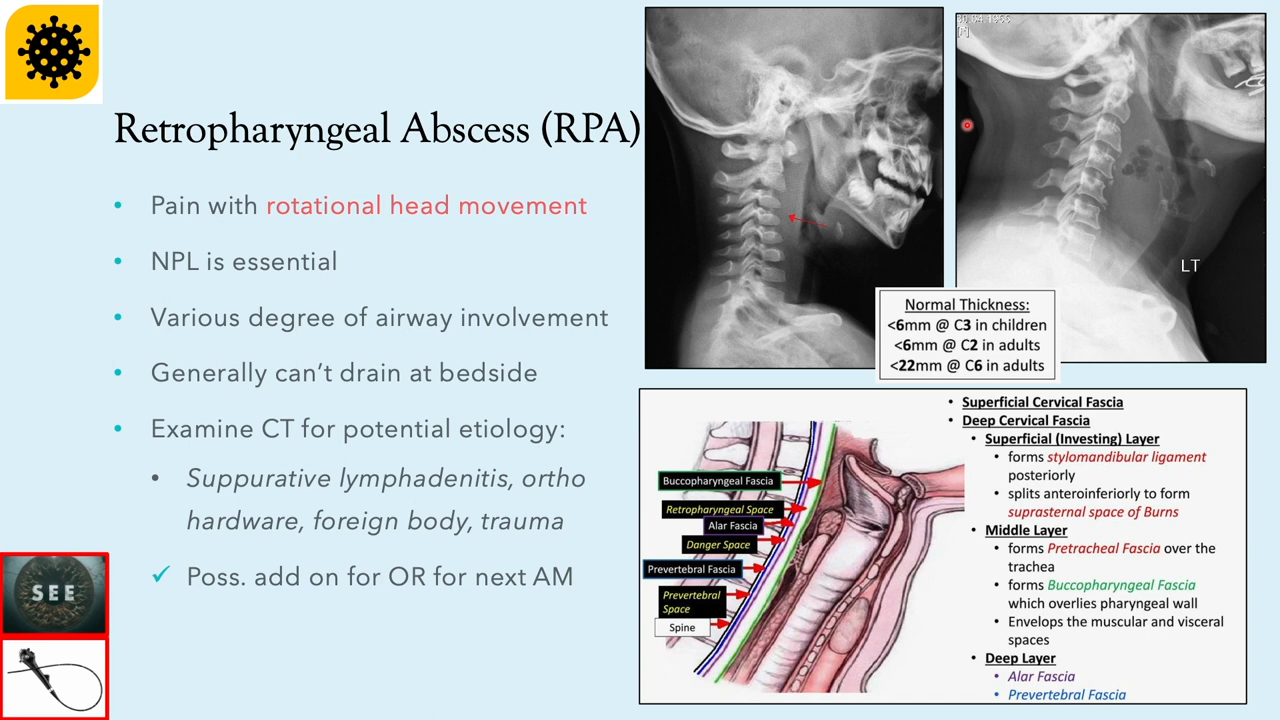 Retropharyngeal Abscess (RPA)
• Pain with rotational head movement
• NPL is essential
• Various degree of airway involvement
• Generally can’t drain at bedside
• Examine CT for potential etiology:
• Suppurative lymphadenitis, ortho
hardware, foreign body, trauma
✓ Poss. add on for OR for next AM
SEE
LT
Normal Thickness:
<6mm @ C3 in children
<6mm @ C2 in adults
<22mm @ C6 in adults
Buccopharyngeal Fascia
Retropharyngeal Space
Alar Fascia
Danger Space
Prevertebral Fascia
Prevertebral
Space
Spine
• Superficial Cervical Fascia
• Deep Cervical Fascia
• Superficial (Investing) Layer
• forms stylomandibular ligament
posteriorly
• splits anteroinferiorly to form
suprasternal space of Burns
• Middle Layer
• forms Pretracheal Fascia over the
trachea
• forms Buccopharyngeal Fascia
which overlies pharyngeal wall
• Envelops the muscular and visceral
spaces
• Deep Layer
• Alar Fascia
• Prevertebral Fascia